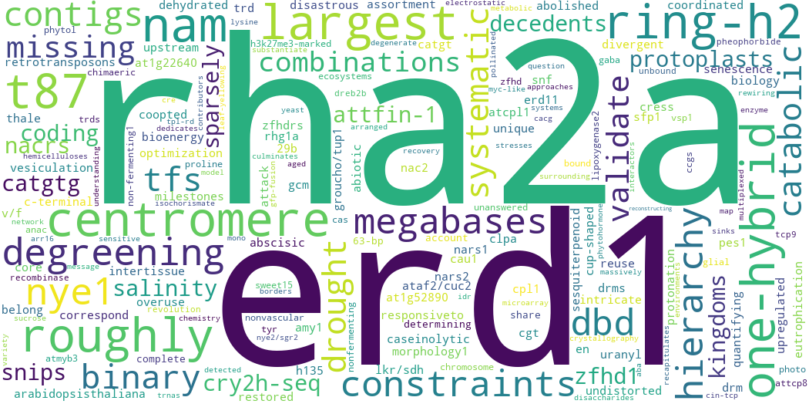 contigs
dehydrated trd disastrous assortment abolished coordinated
h3k27me3-marked electrostatic metabolic
nam largest ring-h2
missing lysine substantiate degenerate catgt phytol pheophorbide
upstream systematic decedents divergent
retrotransposons at1g22640 combinations pollinated
t87 rha2a
chimaeric ecosystems question gaba senescence
thale cre yeast snf approaches unbound biology
trds coopted dreb2b zfhd protoplasts rewiring
sparsely attfin-1 erd11 myc-like cress enzyme
coding bioenergy zfhdrs arranged atcpl1 systems sfp1 vsp1
nacrs contributors rhg1a unique cacg validate catabolic
hemicelluloses optimization 29b nac2 stresses
vesiculation proline tpl-rd recovery bound ccgs
understanding non-fermenting1 dedicates attack abiotic lipoxygenase2
catgtg tfs gcm aged surrounding interactors
c-terminal milestones culminates groucho/tup1 multiplexed
v/f isochorismate model
network anac centromere gfp-fusion cas unanswered map
arr16 sensitive mono megabases account sinks tcp9
degreening erd1 one-hybrid
abscisic 63-bp cau1 phytohormone reconstructing
core message intertissue clpa nars1 pes1 glial
recombinase salinity ataf2/cuc2 nars2 reuse
belong overuse sweet15 borders at1g52890 cpl1 idr drms
nye1 correspond drought share intricate cup-shaped
revolution tyr nonvascular responsiveto microarray sesquiterpenoid hierarchy
roughly chemistry nye2/sgr2 determining cgt dbd
amy1 nonfermenting massively crystallography protonation environments
snips atmyb3 complete caseinolytic en drm kingdoms quantifying
variety binary h135 lkr/sdh morphology1 uranyl recapitulates upregulated eutrophication
sucrose detected cry2h-seq chromosome zfhd1 aba photo
arabidopsisthaliana trnas restored constraints undistorted disaccharides cin-tcp attcp8